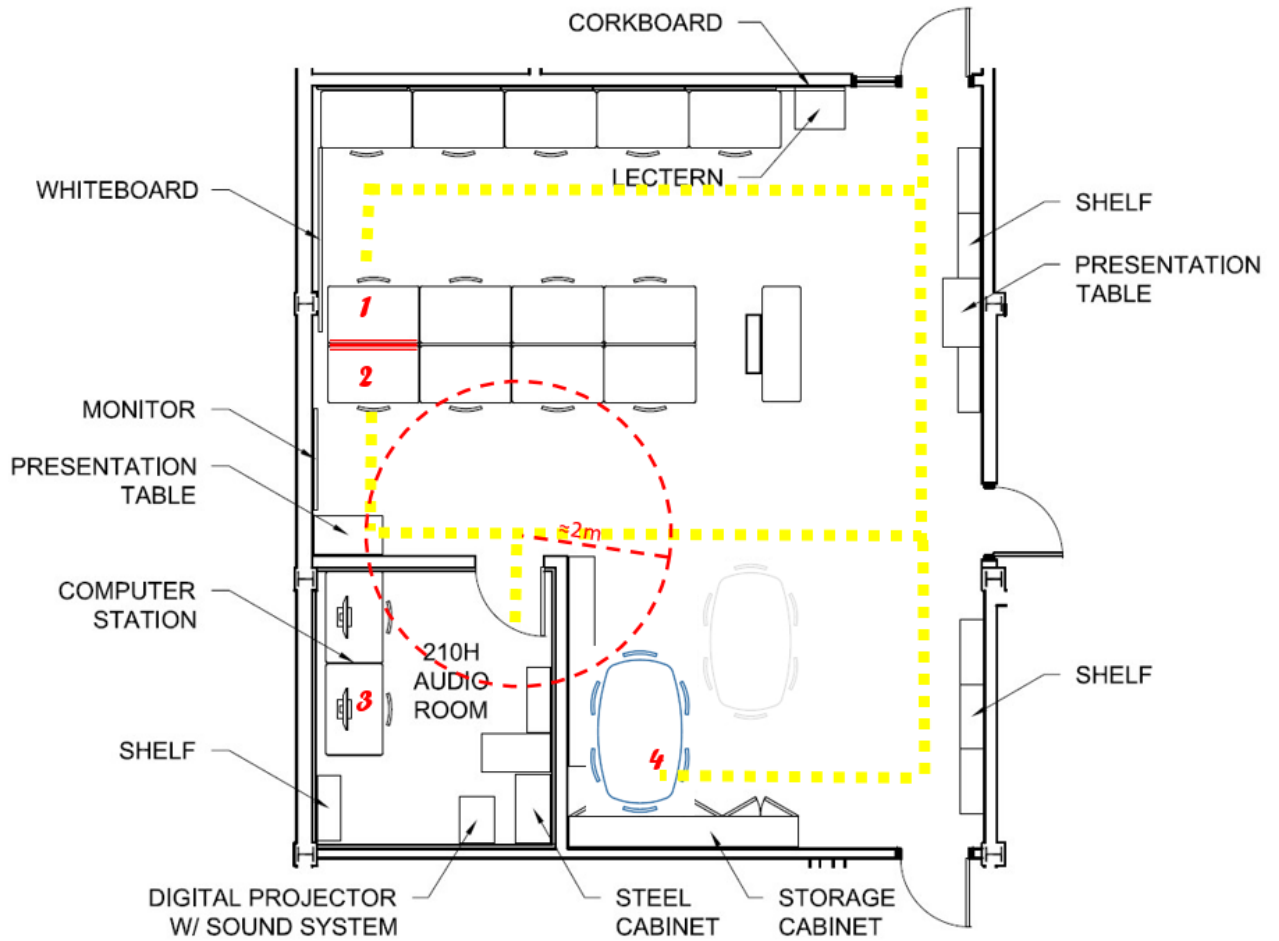 CORKBOARD
LECTERN
WHITEBOARD
SHELF
PRESENTATION
TABLE
1
2
MONITOR
PRESENTATION
TABLE
≈2m
COMPUTER
STATION
210H
AUDIO
ROOM
3
SHELF
4
SHELF
DIGITAL PROJECTOR
W/ SOUND SYSTEM
STEEL
CABINET
STORAGE
CABINET